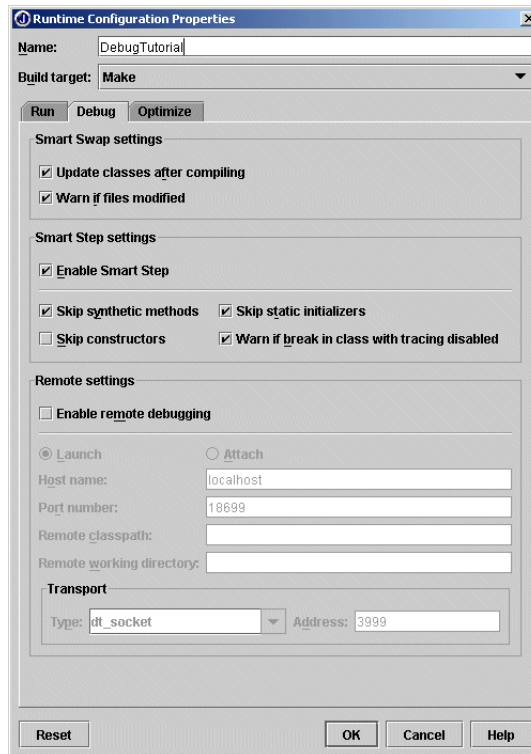 Runtime Configuration Properties
Name: DebugTutorial
Build target: Make
Run Debug Optimize
Smart Swap settings
Update classes after compiling
Warn if files modified
Smart Step settings
Enable Smart Step
Skip synthetic methods Skip static initializers
Skip constructors Warn if break in class with tracing disabled
Remote settings
Enable remote debugging
Launch Attach
Host name: localhost
Port number: 18699
Remote classpath:
Remote working directory:
Transport
Type: dt_socket Address: 3999
Reset OK Cancel Help